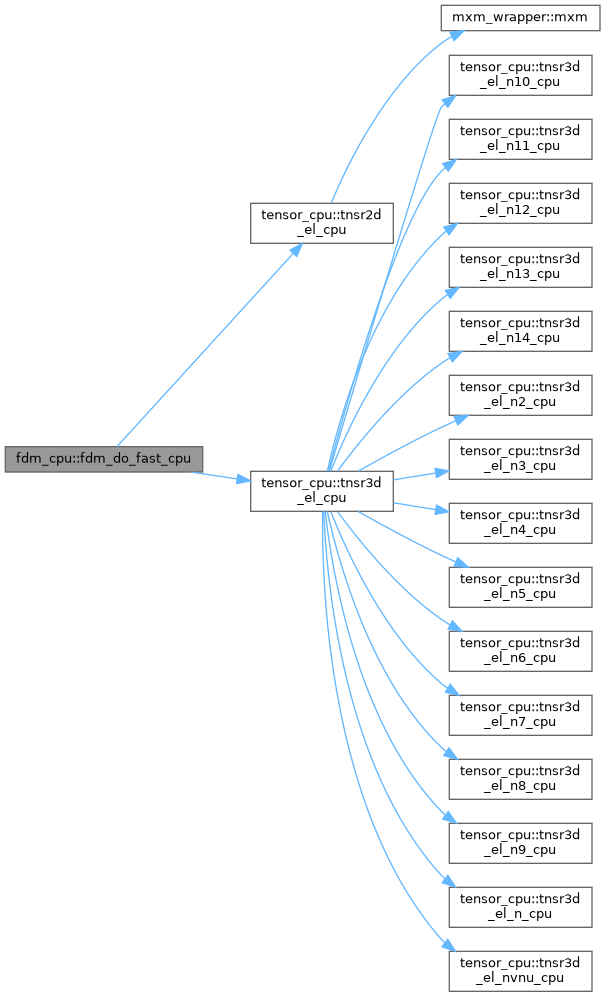 mxm_wrapper::mxm
tensor_cpu::tnsr3d
_el_n10_cpu
tensor_cpu::tnsr3d
_el_n11_cpu
tensor_cpu::tnsr3d
_el_n12_cpu
tensor_cpu::tnsr2d
_el_cpu
tensor_cpu::tnsr3d
_el_n13_cpu
tensor_cpu::tnsr3d
_el_n14_cpu
tensor_cpu::tnsr3d
_el_n2_cpu
fdm_cpu::fdm_do_fast_cpu
tensor_cpu::tnsr3d
_el_n3_cpu
tensor_cpu::tnsr3d
_el_cpu
tensor_cpu::tnsr3d
_el_n4_cpu
tensor_cpu::tnsr3d
_el_n5_cpu
tensor_cpu::tnsr3d
_el_n6_cpu
tensor_cpu::tnsr3d
_el_n7_cpu
tensor_cpu::tnsr3d
_el_n8_cpu
tensor_cpu::tnsr3d
_el_n9_cpu
tensor_cpu::tnsr3d
_el_n_cpu
tensor_cpu::tnsr3d
_el_nvnu_cpu